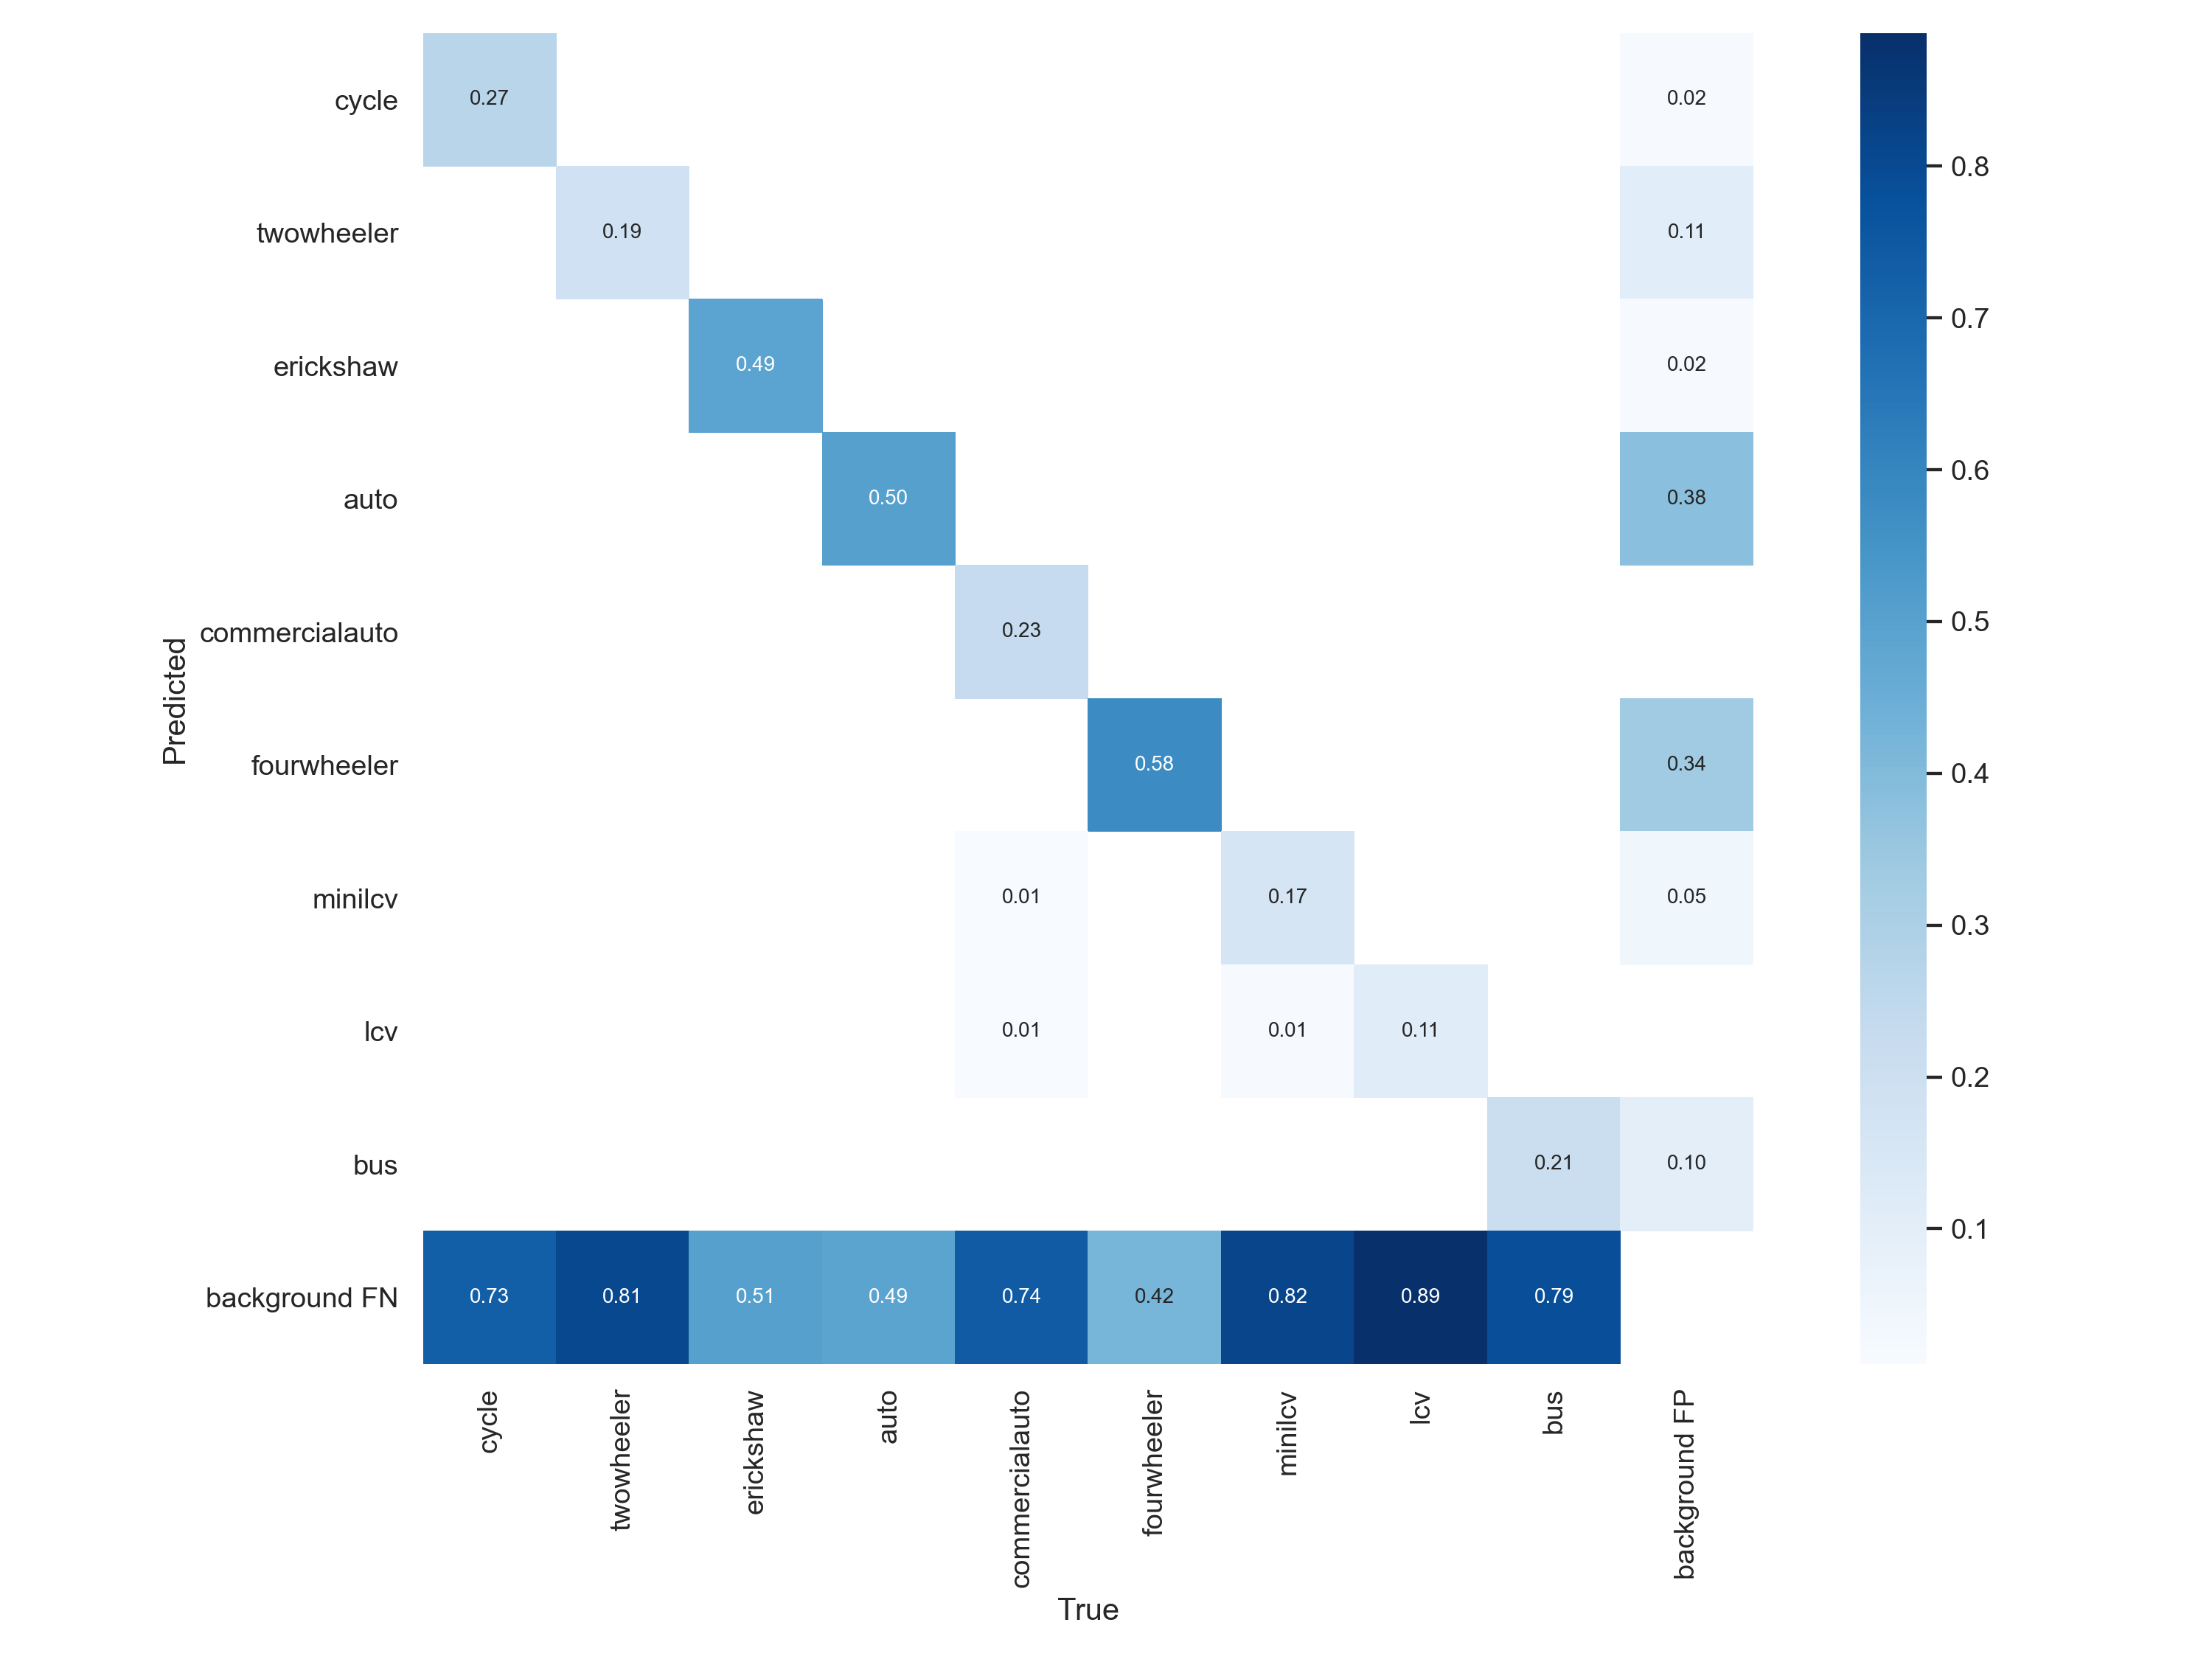 cycle 0.27 0.02
twowheeler 0.19 0.11
erickshaw 0.49 0.02
auto 0.50 0.38
commercialauto 0.23
fourwheeler 0.58 0.34
minilcv 0.01 0.17 0.05
lcv 0.01 0.01 0.11
bus 0.21 0.10
background FN 0.73 0.81 0.51 0.49 0.74 0.42 0.82 0.89 0.79
Predicted
cycle
twowheeler
erickshaw
auto
commercialauto
fourwheeler
minilcv
lcv
bus
background FP
True
0.8
0.7
0.6
0.5
0.4
0.3
0.2
0.1